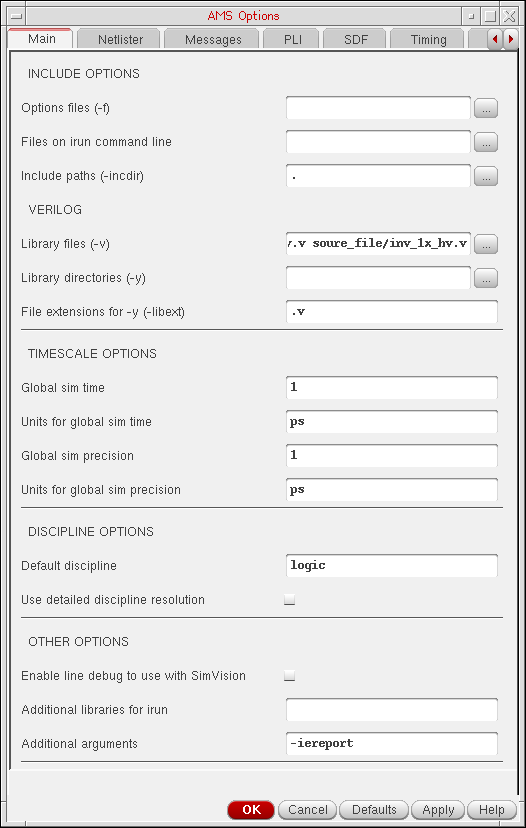 AMS Options
Main Netlister Messages PLI SDF Timing
INCLUDE OPTIONS
Options files (-f) ...
Files on irun command line ...
Include paths (-incdir) . ...
VERILOG
Library files (-v) .v soure_file/inv_lx_hv.v ...
Library directories (-y) ...
File extensions for -y (-libext) .v
TIMESCALE OPTIONS
Global sim time 1
Units for global sim time ps
Global sim precision 1
Units for global sim precision ps
DISCIPLINE OPTIONS
Default discipline logic
Use detailed discipline resolution
OTHER OPTIONS
Enable line debug to use with SimVision
Additional libraries for irun
Additional arguments -iereport
OK Cancel Defaults Apply Help